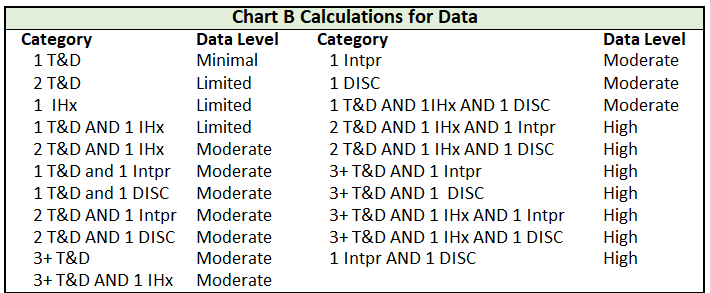 Chart B Calculations for Data
Category Data Level Category Data Level
1 T&D Minimal 1 Intpr Moderate
2 T&D Limited 1 DISC Moderate
1 IHx Limited 1 T&D AND 1IHx AND 1 DISC Moderate
1 T&D AND 1 IHx Limited 2 T&D AND 1 IHx AND 1 Intpr High
2 T&D AND 1 IHx Moderate 2 T&D AND 1 IHx AND 1 DISC High
1 T&D and 1 Intpr Moderate 3+ T&D AND 1 Intpr High
1 T&D and 1 DISC Moderate 3+ T&D AND 1 DISC High
2 T&D AND 1 Intpr Moderate 3+ T&D AND 1 IHx AND 1 Intpr High
2 T&D AND 1 DISC Moderate 3+ T&D AND 1 IHx AND 1 DISC High
3+ T&D Moderate 1 Intpr AND 1 DISC High
3+ T&D AND 1 IHx Moderate